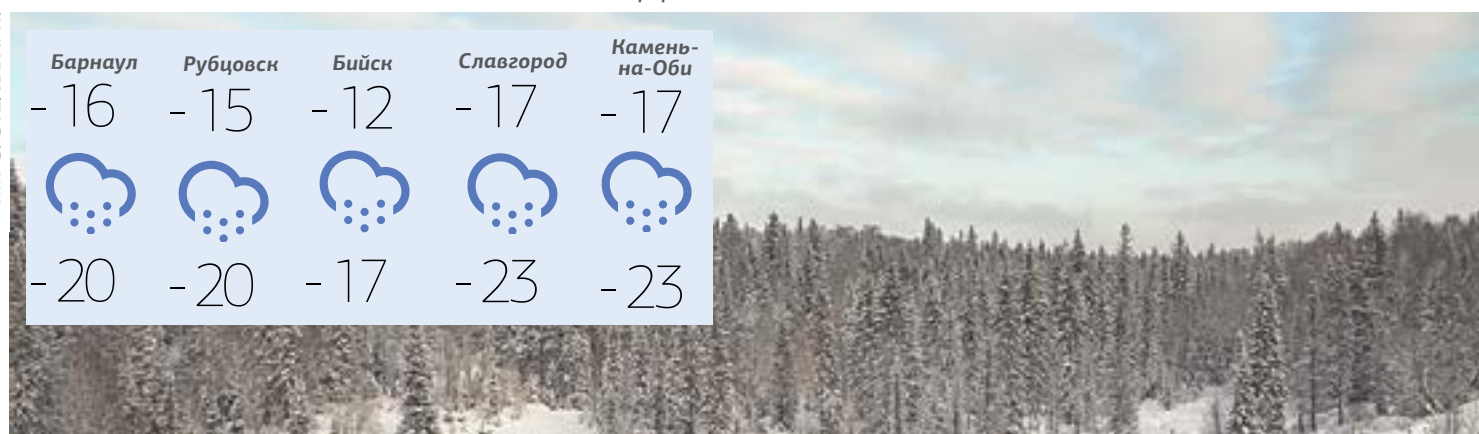 Барнаул
Рубцовск
Бийск
Славгород
Камень-
на-Оби
- 16
- 15
- 12
- 17
- 17
- 20
- 20
- 17
- 23
- 23